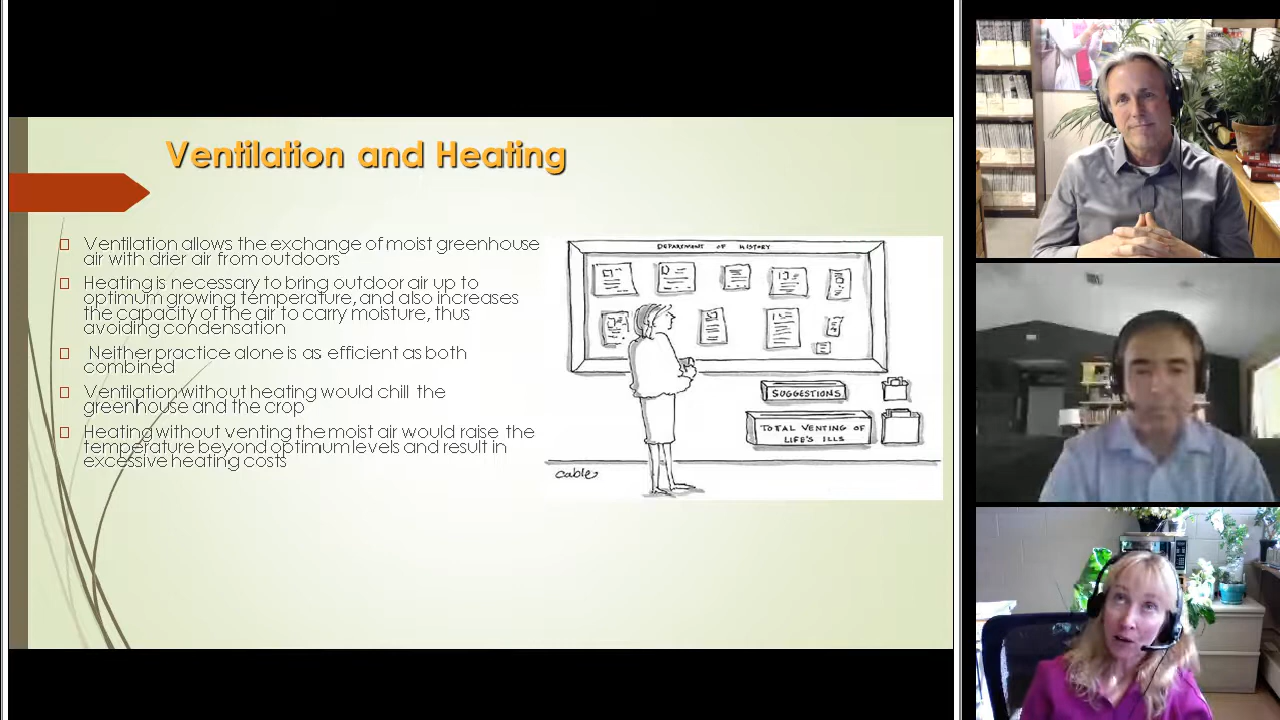 Ventilation and Heating
Ventilation allows the exchange of moist greenhouse
air with drier air from outdoors
Heating is necessary to bring outdoor air up to
optimum growing temperature, and also increases
the capacity of the air to carry moisture, thus
avoiding condensation
Neither practice alone is as efficient as both
combined
Ventilation without heating would chill the
greenhouse and the crop
Heating without venting the moist air would raise the
temperature beyond optimium levels and result in
excessive heating costs
DEPARTMENT OF HISTORY
SUGGESTIONS
TOTAL VENTING OF
LIFE'S ILLS
cable